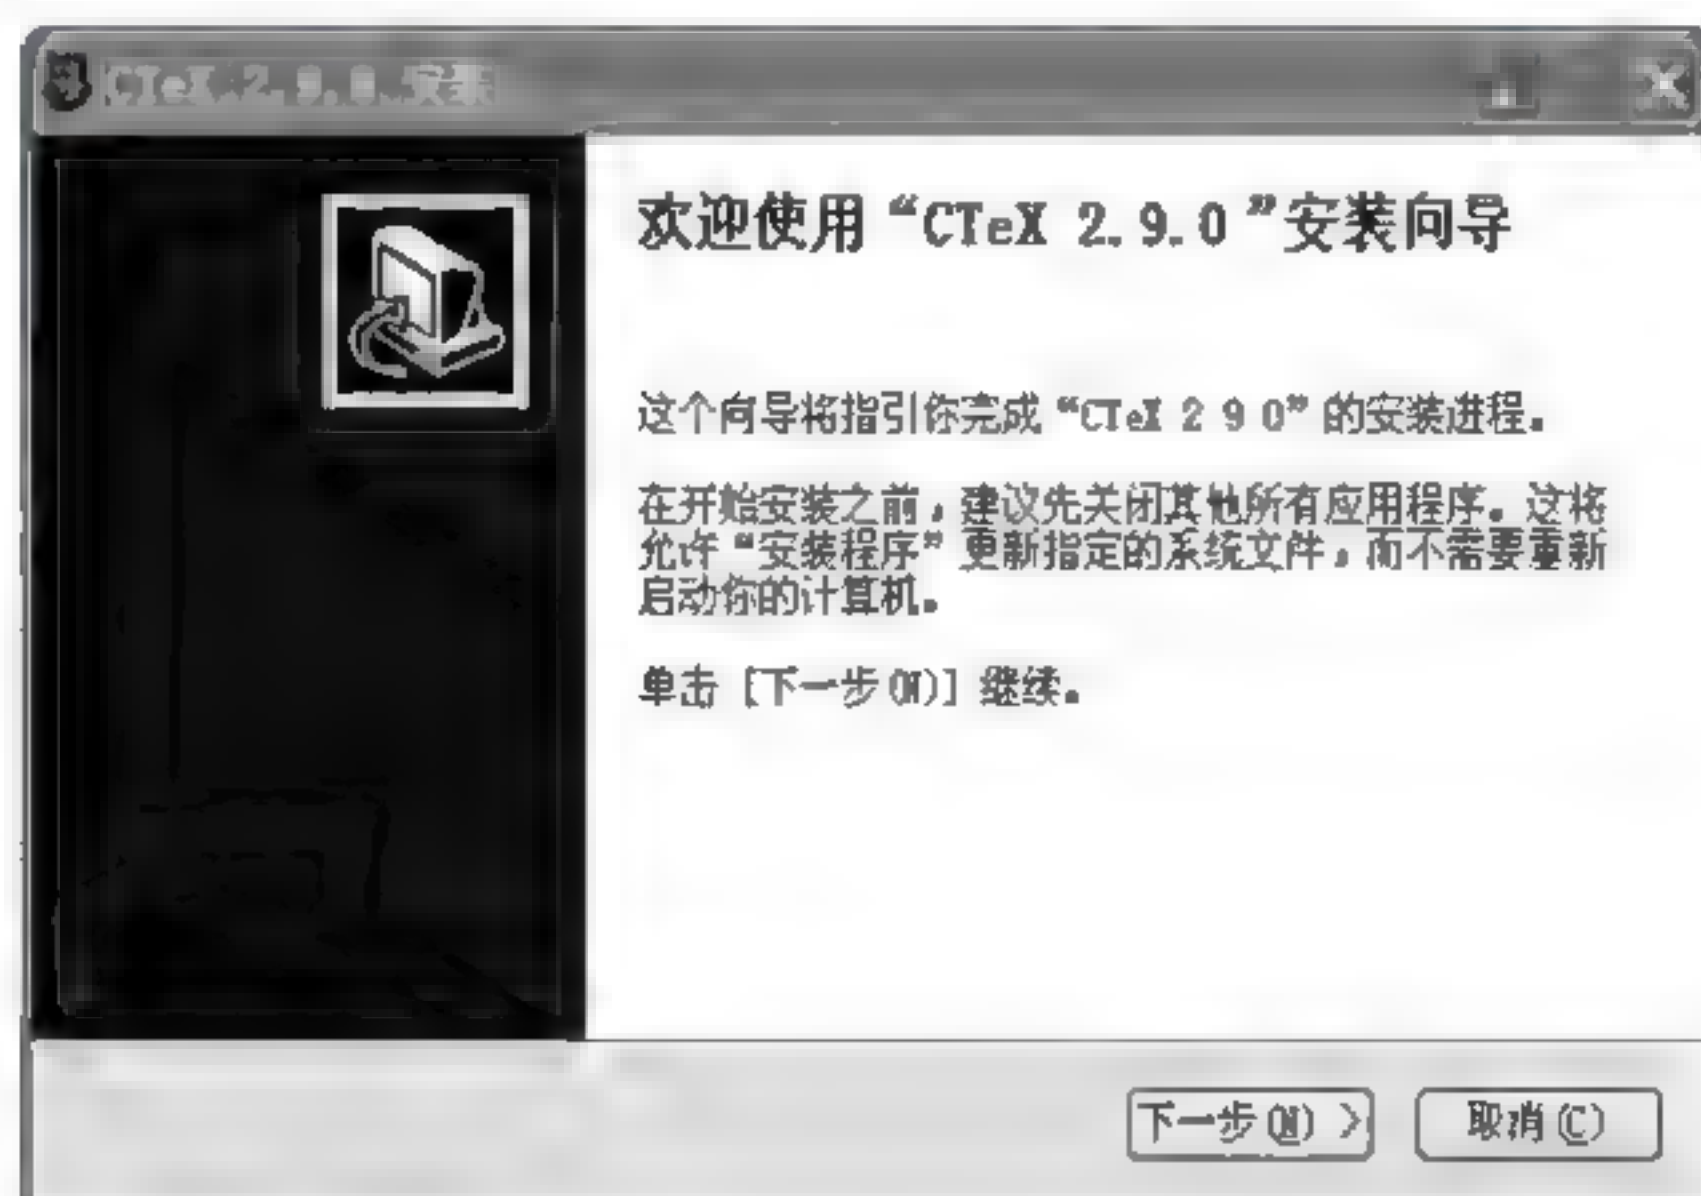 CTeX 2.9.0 安装
欢迎使用“CTeX 2.9.0 ”安装向导
这个向导将指引你完成“CTeX 2 9 0”的安装进程。
在开始安装之前，建议先关闭其他所有应用程序。这将
允许“安装程序”更新指定的系统文件，而不需要重新
启动你的计算机。
单击 [下一步(N)] 继续。
下一步(N) >
取消(C)